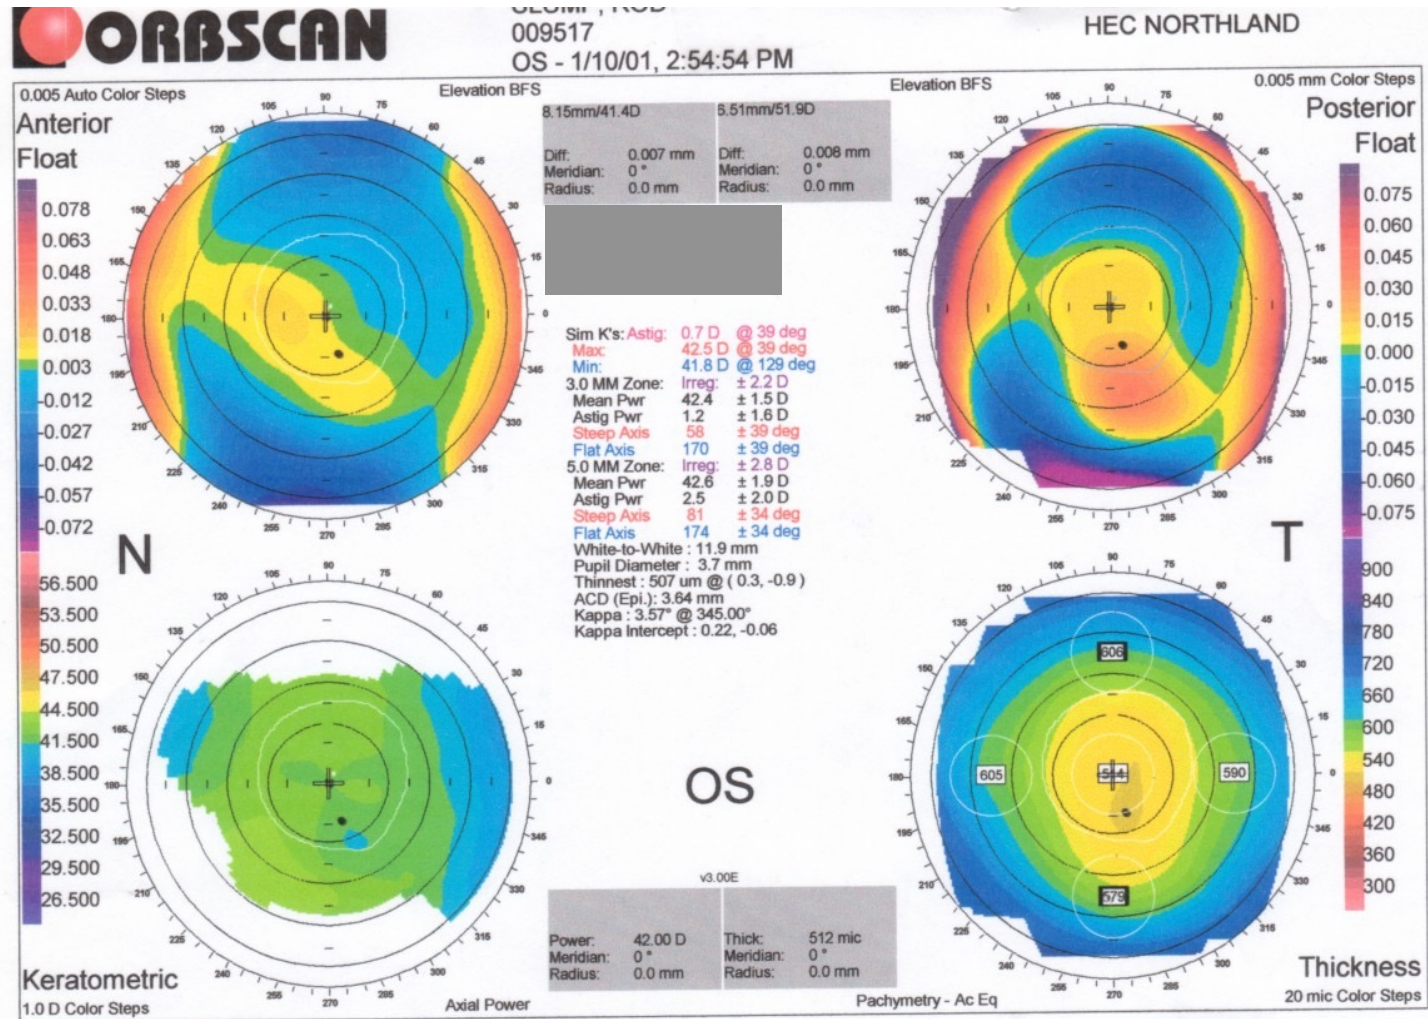 ORBSCAN
009517
OS - 1/10/01, 2:54:54 PM
HEC NORTHLAND
0.005 Auto Color Steps
Elevation BFS
Anterior
Float
0.078
0.063
0.048
0.033
0.018
0.003
-0.012
-0.027
-0.042
-0.057
-0.072
8.15mm/41.4D
Diff: 0.007 mm
Meridian: 0 °
Radius: 0.0 mm
6.51mm/51.9D
Diff: 0.008 mm
Meridian: 0 °
Radius: 0.0 mm
Elevation BFS
0.005 mm Color Steps
Posterior
Float
0.075
0.060
0.045
0.030
0.015
0.000
-0.015
-0.030
-0.045
-0.060
-0.075
Sim K's: Astig: 0.7 D @ 39 deg
Max: 42.5 D @ 39 deg
Min: 41.8 D @ 129 deg
3.0 MM Zone: Irreg: ± 2.2 D
Mean Pwr 42.4 ± 1.5 D
Astig Pwr 1.2 ± 1.6 D
Steep Axis 58 ± 39 deg
Flat Axis 170 ± 39 deg
5.0 MM Zone: Irreg: ± 2.8 D
Mean Pwr 42.6 ± 1.9 D
Astig Pwr 2.5 ± 2.0 D
Steep Axis 81 ± 34 deg
Flat Axis 174 ± 34 deg
White-to-White : 11.9 mm
Pupil Diameter : 3.7 mm
Thinnest : 507 um @ ( 0.3, -0.9 )
ACD (Epi.): 3.64 mm
Kappa : 3.57° @ 345.00°
Kappa Intercept : 0.22, -0.06
N
T
56.500
53.500
50.500
47.500
44.500
41.500
38.500
35.500
32.500
29.500
26.500
Keratometric
1.0 D Color Steps
Axial Power
OS
v3.00E
Power: 42.00 D
Meridian: 0 °
Radius: 0.0 mm
Thick: 512 mic
Meridian: 0 °
Radius: 0.0 mm
606
605
590
579
900
840
780
720
660
600
540
480
420
360
300
Pachymetry - Ac Eq
Thickness
20 mic Color Steps